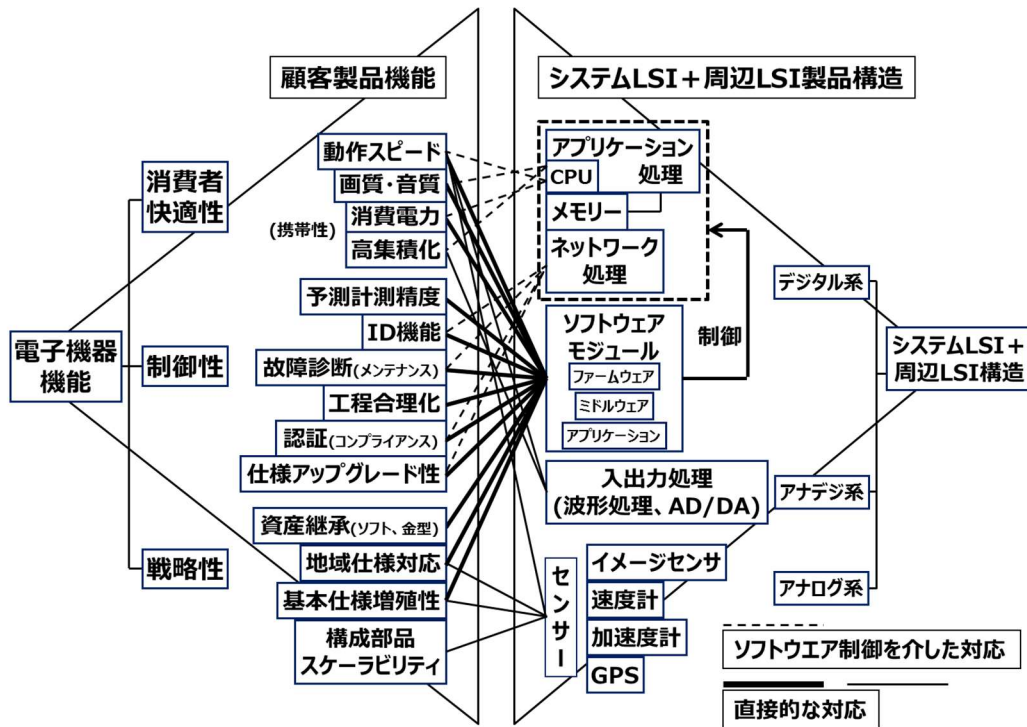 顧客製品機能
システムLSI＋周辺LSI製品構造
電子機器
機能
消費者
快適性
制御性
戦略性
動作スピード
画質・音質
(携帯性)
消費電力
高集積化
予測計測精度
ID機能
故障診断(メンテナンス)
工程合理化
認証(コンプライアンス)
仕様アップグレード性
資産継承(ソフト、金型)
地域仕様対応
基本仕様増殖性
構成部品
スケーラビリティ
アプリケーション
処理
CPU
メモリー
ネットワーク
処理
ソフトウェア
モジュール
ファームウェア
ミドルウェア
アプリケーション
制御
入出力処理
(波形処理、AD/DA)
センサー
イメージセンサ
速度計
加速度計
GPS
デジタル系
アナデジ系
アナログ系
システムLSI＋
周辺LSI構造
ソフトウエア制御を介した対応
直接的な対応